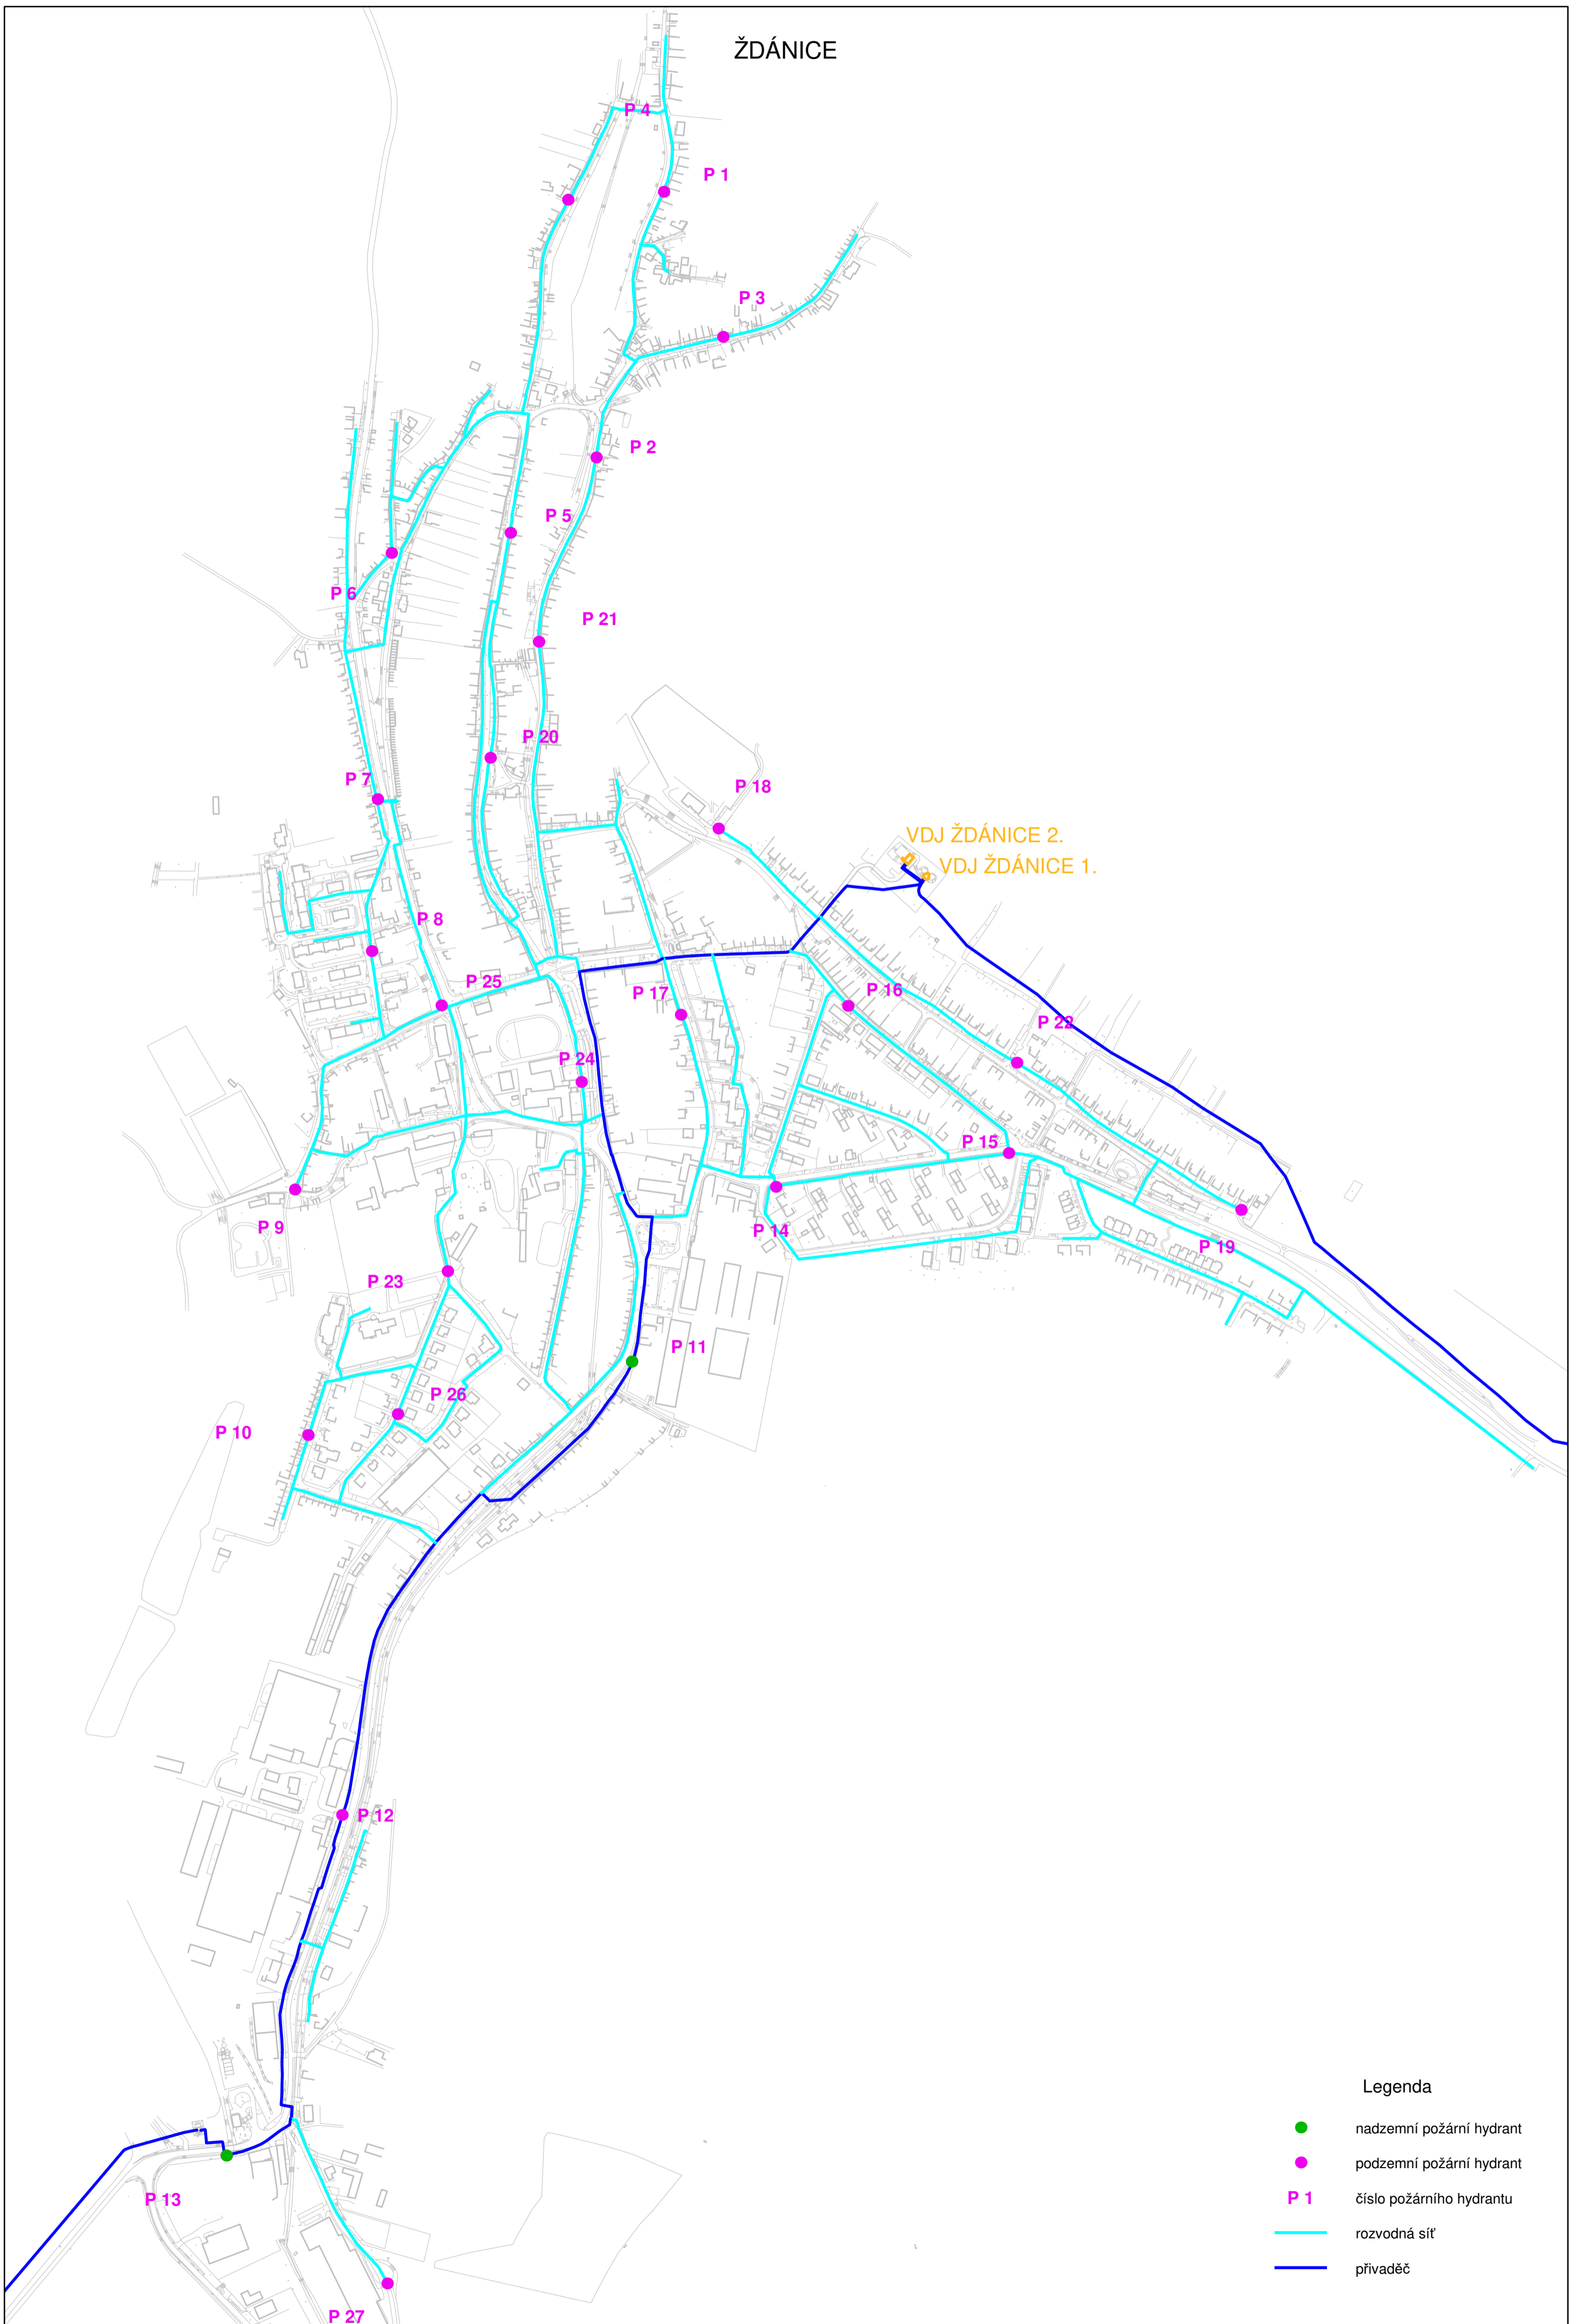 ŽDÁNICE
P 4
P 1
P 3
P 2
P 5
P 6
P 21
P 20
P 7
P 18
VDJ ŽDÁNICE 2.
VDJ ŽDÁNICE 1.
P 8
P 25
P 17
P 16
P 22
P 24
P 15
P 9
P 14
P 19
P 23
P 11
P 26
P 10
P 12
P 13
P 27
Legenda
nadzemní požární hydrant
podzemní požární hydrant
P 1 číslo požárního hydrantu
rozvodná síť
přivaděč